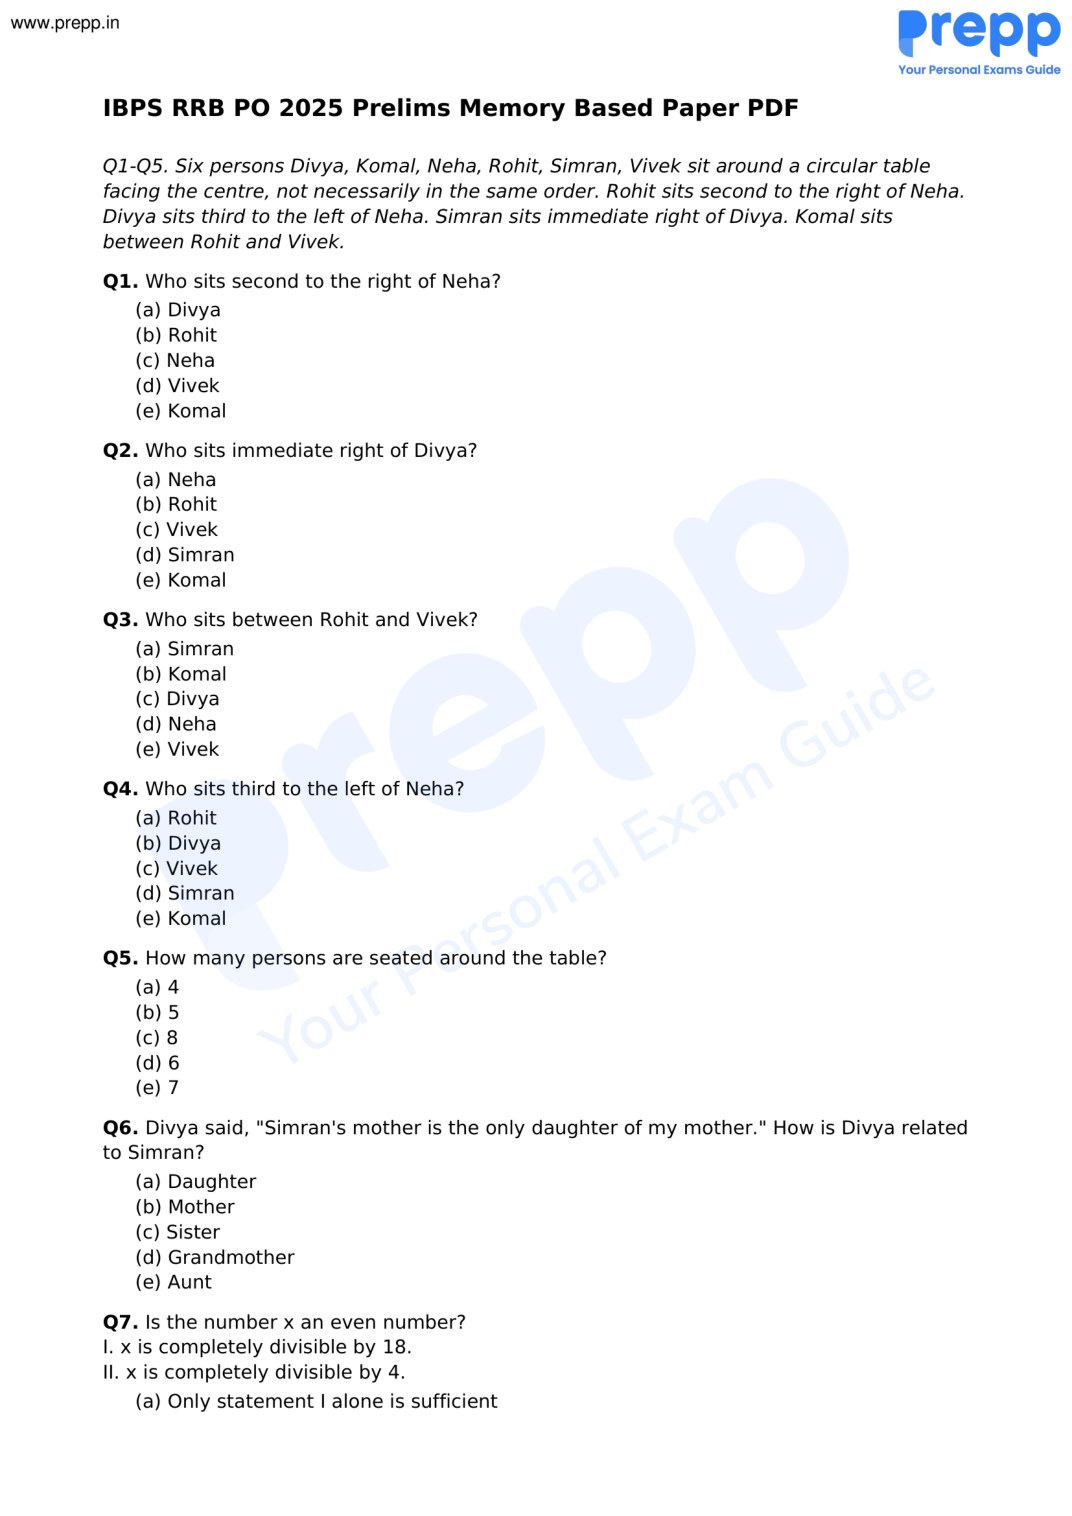 www.prepp.in
Prepp
Your Personal Exams Guide
IBPS RRB PO 2025 Prelims Memory Based Paper PDF
Q1-Q5. Six persons Divya, Komal, Neha, Rohit, Simran, Vivek sit around a circular table
facing the centre, not necessarily in the same order. Rohit sits second to the right of Neha.
Divya sits third to the left of Neha. Simran sits immediate right of Divya. Komal sits
between Rohit and Vivek.
Q1. Who sits second to the right of Neha?
(a) Divya
(b) Rohit
(c) Neha
(d) Vivek
(e) Komal
Q2. Who sits immediate right of Divya?
(a) Neha
(b) Rohit
(c) Vivek
(d) Simran
(e) Komal
Q3. Who sits between Rohit and Vivek?
(a) Simran
(b) Komal
(c) Divya
(d) Neha
(e) Vivek
Q4. Who sits third to the left of Neha?
(a) Rohit
(b) Divya
(c) Vivek
(d) Simran
(e) Komal
Q5. How many persons are seated around the table?
(a) 4
(b) 5
(c) 8
(d) 6
(e) 7
Q6. Divya said, "Simran's mother is the only daughter of my mother." How is Divya related
to Simran?
(a) Daughter
(b) Mother
(c) Sister
(d) Grandmother
(e) Aunt
Q7. Is the number x an even number?
I. x is completely divisible by 18.
II. x is completely divisible by 4.
(a) Only statement I alone is sufficient
Prepp
Your Personal Exam Guide